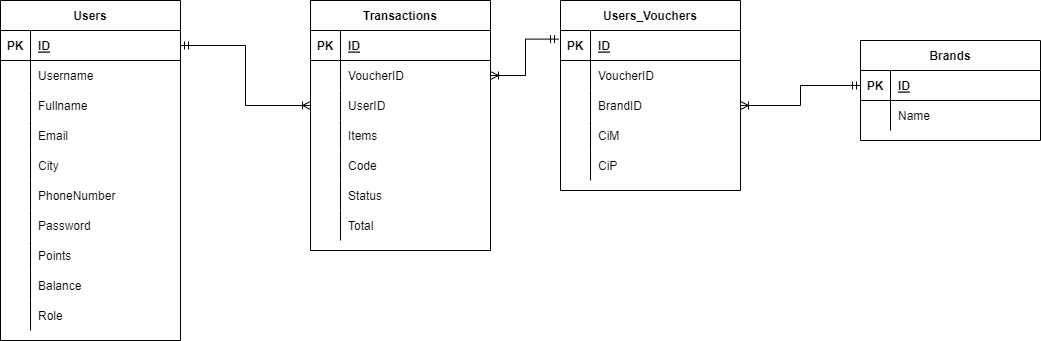 Users
PK ID
Username
Fullname
Email
City
PhoneNumber
Password
Points
Balance
Role
Transactions
PK ID
VoucherID
UserID
Items
Code
Status
Total
Users_Vouchers
PK ID
VoucherID
BrandID
CiM
CiP
Brands
PK ID
Name